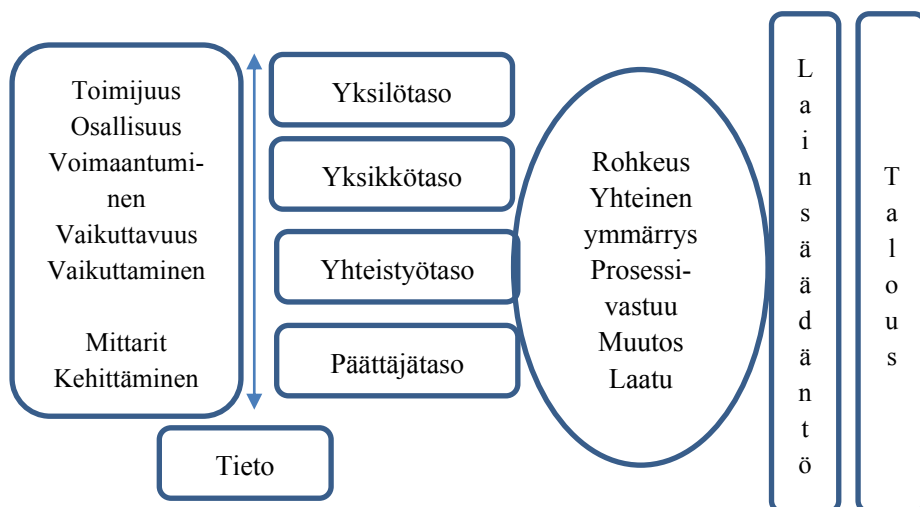 Toimijuus
Osallisuus
Voimaantumi-
nen
Vaikuttavuus
Vaikuttaminen
Mittarit
Kehittäminen
Yksilötaso
Yksikkötaso
Yhteistyötaso
Päättäjätaso
Tieto
Rohkeus
Yhteinen
ymmärrys
Prosessi-
vastuu
Muutos
Laatu
L
a
i
n
s
ä
ä
d
ä
n
t
ö
T
a
l
o
u
s